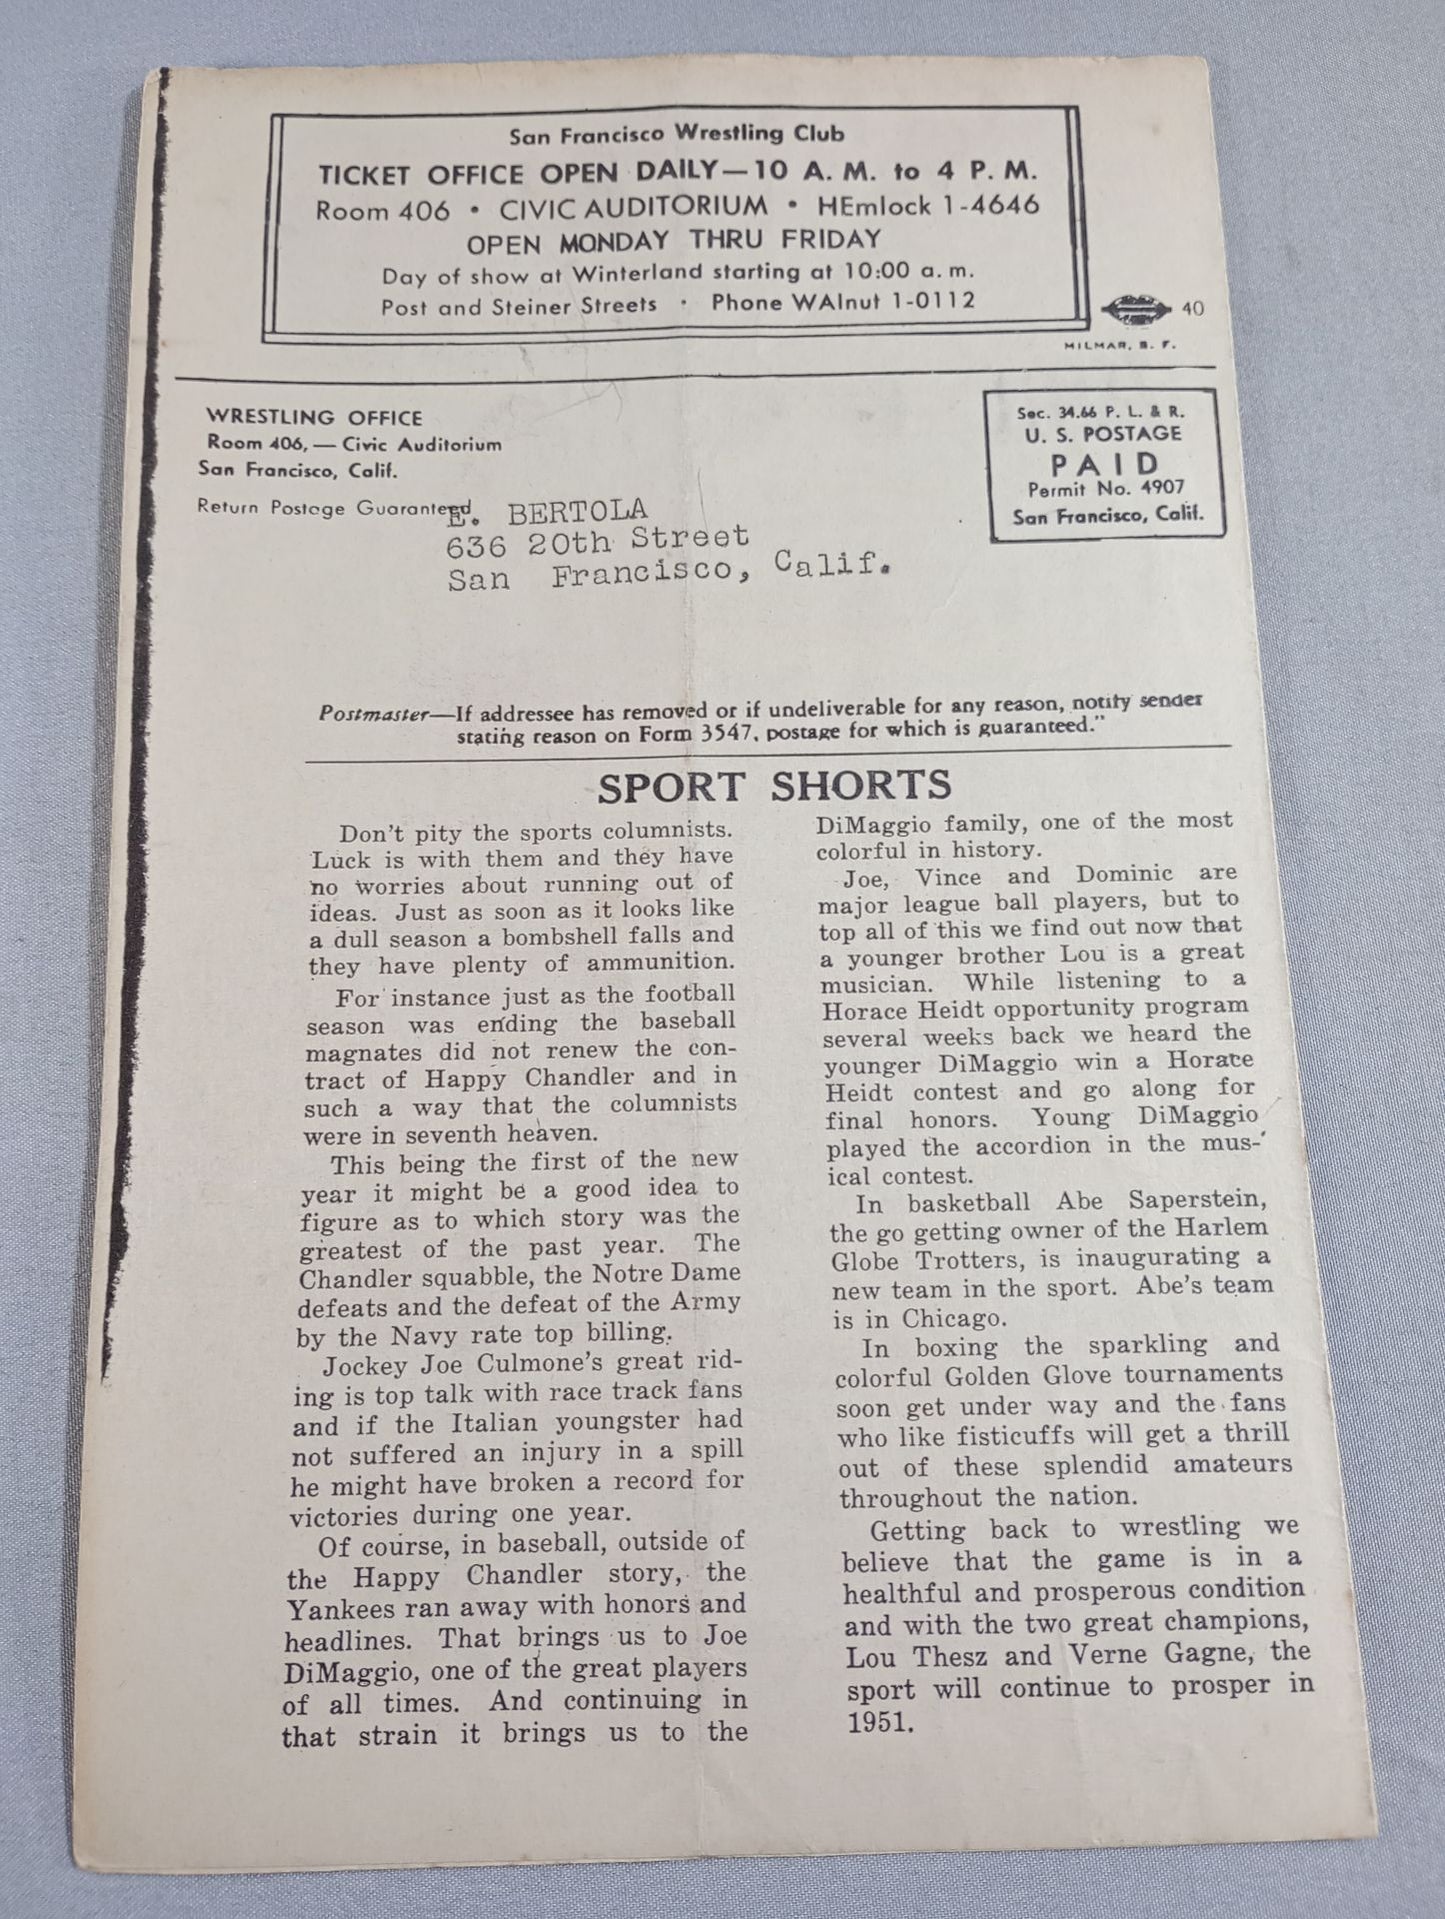 San Francisco Wrestling Club
TICKET OFFICE OPEN DAILY—10 A. M. to 4 P. M.
Room 406 • CIVIC AUDITORIUM • HEmlock 1-4646
OPEN MONDAY THRU FRIDAY
Day of show at Winterland starting at 10:00 a. m.
Post and Steiner Streets • Phone WAlnut 1-0112
40
MILMAR, S. F.
WRESTLING OFFICE
Room 406, — Civic Auditorium
San Francisco, Calif.
Return Postage Guaranteed
Sec. 34.66 P. L. & R.
U. S. POSTAGE
PAID
Permit No. 4907
San Francisco, Calif.
E. BERTOLA
636 20th Street
San Francisco, Calif.
Postmaster—If addressee has removed or if undeliverable for any reason, notify sender
stating reason on Form 3547, postage for which is guaranteed."
SPORT SHORTS
Don't pity the sports columnists.
Luck is with them and they have
no worries about running out of
ideas. Just as soon as it looks like
a dull season a bombshell falls and
they have plenty of ammunition.
For instance just as the football
season was ending the baseball
magnates did not renew the con-
tract of Happy Chandler and in
such a way that the columnists
were in seventh heaven.
This being the first of the new
year it might be a good idea to
figure as to which story was the
greatest of the past year. The
Chandler squabble, the Notre Dame
defeats and the defeat of the Army
by the Navy rate top billing.
Jockey Joe Culmone's great rid-
ing is top talk with race track fans
and if the Italian youngster had
not suffered an injury in a spill
he might have broken a record for
victories during one year.
Of course, in baseball, outside of
the Happy Chandler story, the
Yankees ran away with honors and
headlines. That brings us to Joe
DiMaggio, one of the great players
of all times. And continuing in
that strain it brings us to the
DiMaggio family, one of the most
colorful in history.
Joe, Vince and Dominic are
major league ball players, but to
top all of this we find out now that
a younger brother Lou is a great
musician. While listening to a
Horace Heidt opportunity program
several weeks back we heard the
younger DiMaggio win a Horace
Heidt contest and go along for
final honors. Young DiMaggio
played the accordion in the mus-
ical contest.
In basketball Abe Saperstein,
the go getting owner of the Harlem
Globe Trotters, is inaugurating a
new team in the sport. Abe's team
is in Chicago.
In boxing the sparkling and
colorful Golden Glove tournaments
soon get under way and the fans
who like fisticuffs will get a thrill
out of these splendid amateurs
throughout the nation.
Getting back to wrestling we
believe that the game is in a
healthful and prosperous condition
and with the two great champions,
Lou Thesz and Verne Gagne, the
sport will continue to prosper in
1951.